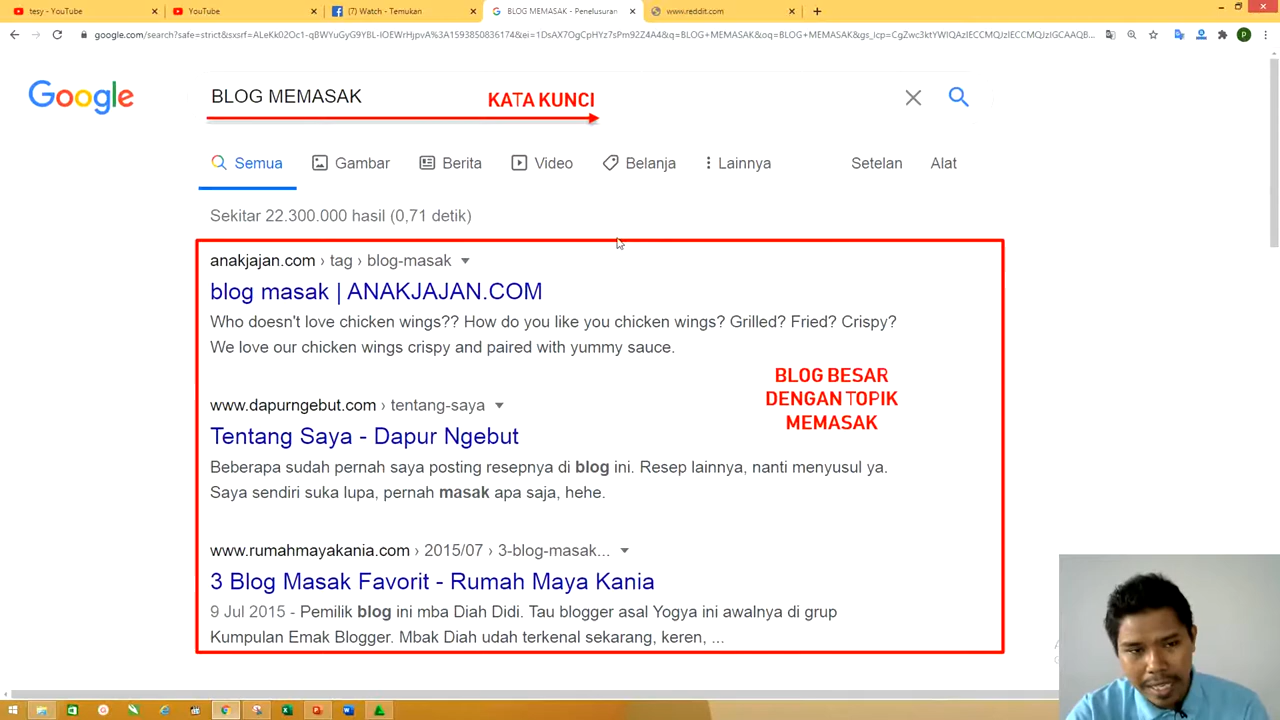 tesy - YouTube
YouTube
(7) Watch - Temukan
BLOG MEMASAK - Penelusuran
www.reddit.com
Google
BLOG MEMASAK
KATA KUNCI
Semua
Gambar
Berita
Video
Belanja
Lainnya
Setelan
Alat
Sekitar 22.300.000 hasil (0,71 detik)
anakjajan.com › tag › blog-masak
blog masak | ANAKJAJAN.COM
Who doesn't love chicken wings?? How do you like you chicken wings? Grilled? Fried? Crispy?
We love our chicken wings crispy and paired with yummy sauce.
BLOG BESAR
DENGAN TOPIK
MEMASAK
www.dapurngebut.com › tentang-saya
Tentang Saya - Dapur Ngebut
Beberapa sudah pernah saya posting resepnya di blog ini. Resep lainnya, nanti menyusul ya.
Saya sendiri suka lupa, pernah masak apa saja, hehe.
www.rumahmayakania.com › 2015/07 › 3-blog-masak...
3 Blog Masak Favorit - Rumah Maya Kania
9 Jul 2015 - Pemilik blog ini mba Diah Didi. Tau blogger asal Yogya ini awalnya di grup
Kumpulan Emak Blogger. Mbak Diah udah terkenal sekarang, keren, ...